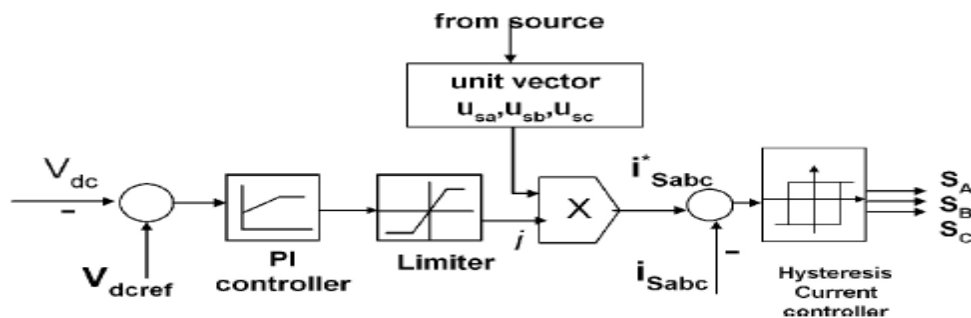 from source
unit vector
usa,usb,usc
Vdc
-
Vdcref
PI
controller
Limiter
i
X
i*Sabc
iSabc
-
Hysteresis
Current
controller
SA
SB
SC